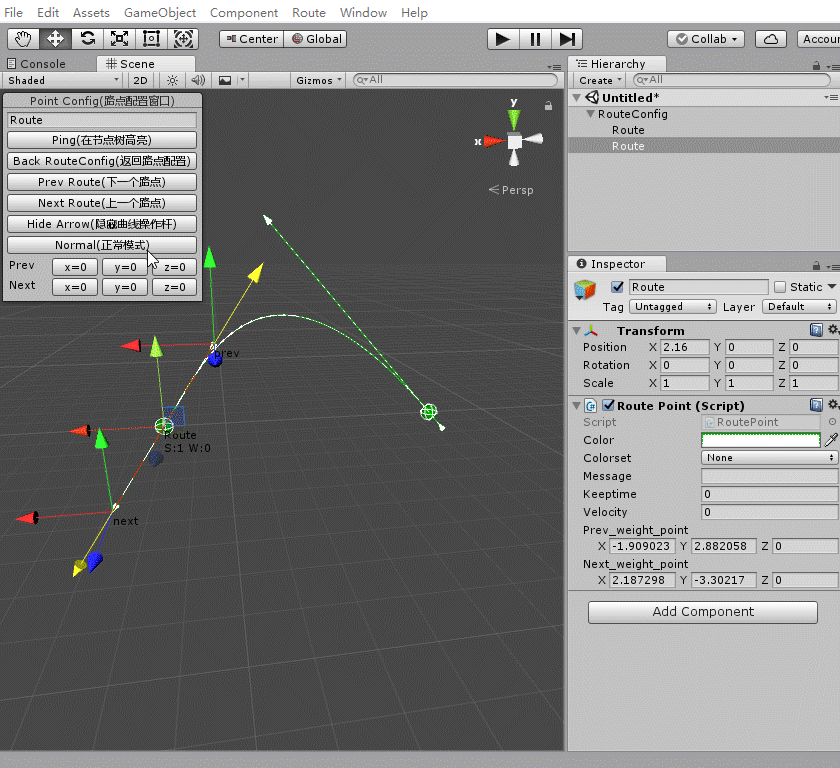 File Edit Assets GameObject Component Route Window Help
Center Global Collab Accour
Console Scene
Shaded 2D Gizmos All
Point Config(路点配置窗口)
Route
Ping(在节点树高亮)
Back RouteConfig(返回路点配置)
Prev Route(下一个路点)
Next Route(上一个路点)
Hide Arrow(隐藏曲线操作杆)
Normal(正常模式)
Prev x=0 y=0 z=0
Next x=0 y=0 z=0
y
x
Persp
prev
Route
S:1 W:0
next
Hierarchy
Create All
Untitled*
RouteConfig
Route
Route
Inspector
Route Static
Tag Untagged Layer Default
Transform
Position X 2.16 Y 0 Z 0
Rotation X 0 Y 0 Z 0
Scale X 1 Y 1 Z 1
Route Point (Script)
Script RoutePoint
Color
Colorset None
Message
Keeptime 0
Velocity 0
Prev_weight_point
X -1.909023 Y 2.882058 Z 0
Next_weight_point
X 2.187298 Y -3.30217 Z 0
Add Component